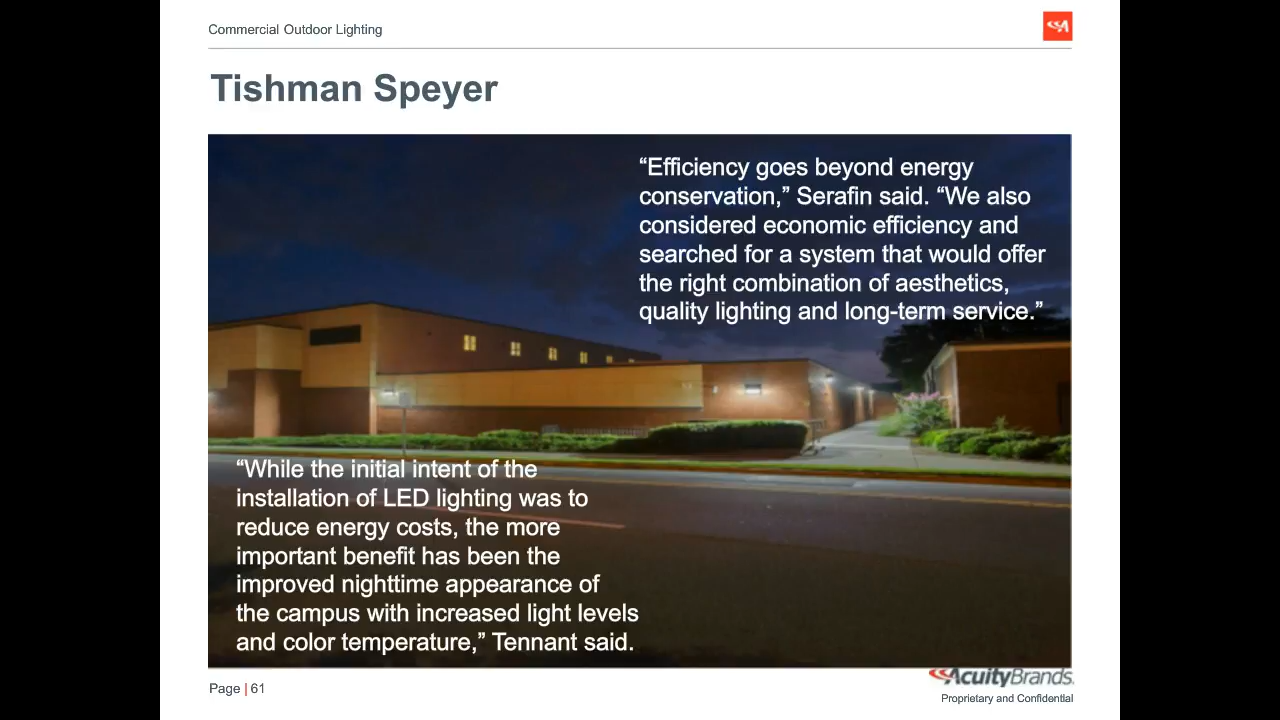 Commercial Outdoor Lighting
Tishman Speyer
“Efficiency goes beyond energy
conservation,” Serafin said. “We also
considered economic efficiency and
searched for a system that would offer
the right combination of aesthetics,
quality lighting and long-term service.”
“While the initial intent of the
installation of LED lighting was to
reduce energy costs, the more
important benefit has been the
improved nighttime appearance of
the campus with increased light levels
and color temperature,” Tennant said.
Page | 61
AcuityBrands.
Proprietary and Confidential